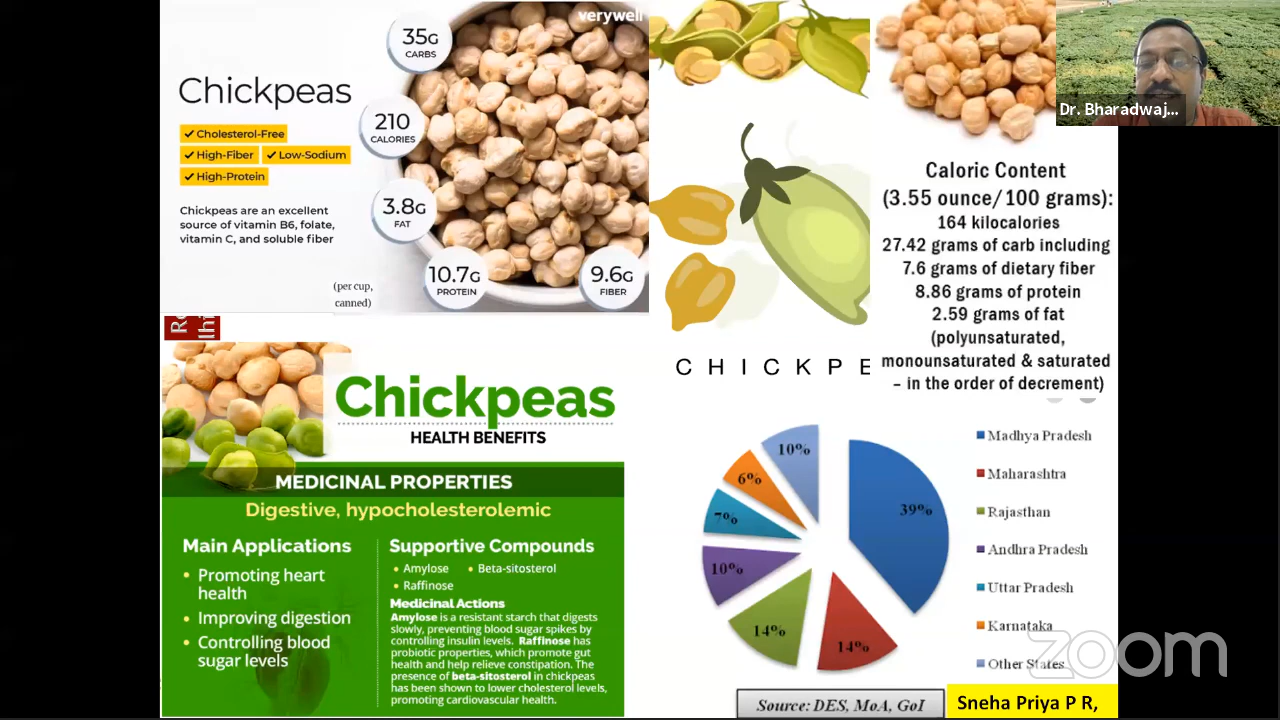 verywell
35G
CARBS
Chickpeas
210
CALORIES
✓ Cholesterol-Free
✓ High-Fiber ✓ Low-Sodium
✓ High-Protein
3.8G
FAT
Chickpeas are an excellent
source of vitamin B6, folate,
vitamin C, and soluble fiber
10.7G
PROTEIN
9.6G
FIBER
(per cup,
canned)
CHICKPE
Dr. Bharadwaj...
Caloric Content
(3.55 ounce/100 grams):
164 kilocalories
27.42 grams of carb including
7.6 grams of dietary fiber
8.86 grams of protein
2.59 grams of fat
(polyunsaturated,
monounsaturated & saturated
– in the order of decrement)
Chickpeas
HEALTH BENEFITS
MEDICINAL PROPERTIES
Digestive, hypocholesterolemic
Main Applications
• Promoting heart
health
• Improving digestion
• Controlling blood
sugar levels
Supportive Compounds
• Amylose • Beta-sitosterol
• Raffinose
Medicinal Actions
Amylose is a resistant starch that digests
slowly, preventing blood sugar spikes by
controlling insulin levels. Raffinose has
probiotic properties, which promote gut
health and help relieve constipation. The
presence of beta-sitosterol in chickpeas
has been shown to lower cholesterol levels,
promoting cardiovascular health.
10%
6%
7%
10%
14%
14%
39%
Madhya Pradesh
Maharashtra
Rajasthan
Andhra Pradesh
Uttar Pradesh
Karnataka
Other States
zoom
Source: DES, MoA, GoI
Sneha Priya P R,